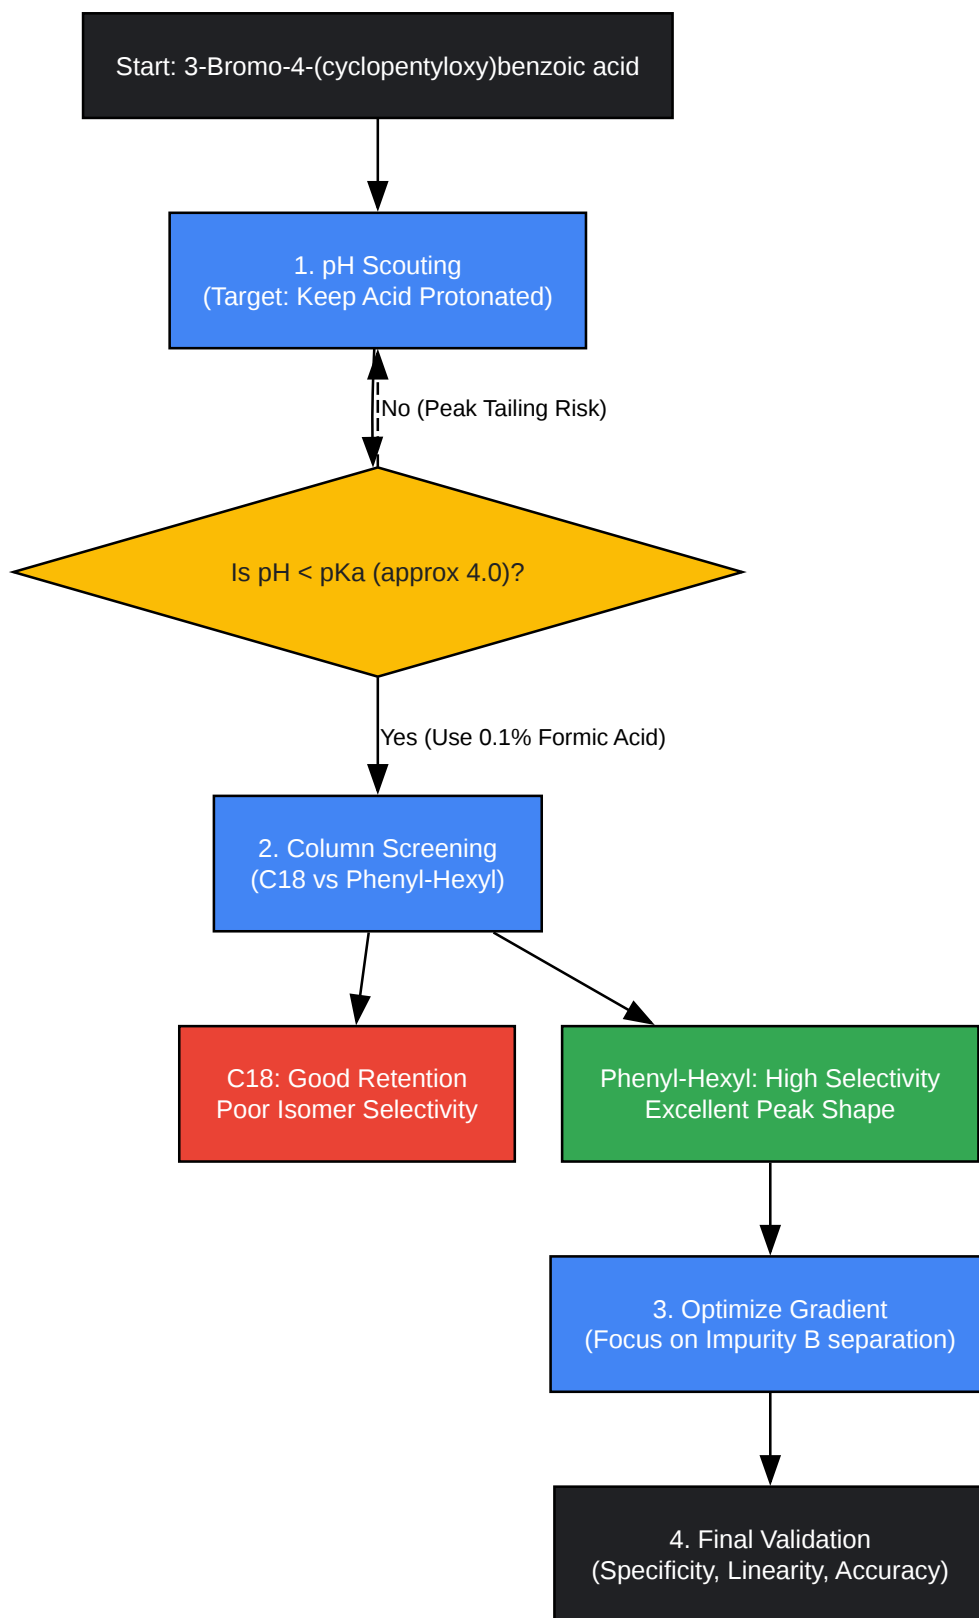 Start: 3-Bromo-4-(cyclopentyloxy)benzoic acid
1. pH Scouting
(Target: Keep Acid Protonated)
No (Peak Tailing Risk)
Is pH < pKa (approx 4.0)?
Yes (Use 0.1% Formic Acid)
2. Column Screening
(C18 vs Phenyl-Hexyl)
C18: Good Retention
Poor Isomer Selectivity
Phenyl-Hexyl: High Selectivity
Excellent Peak Shape
3. Optimize Gradient
(Focus on Impurity B separation)
4. Final Validation
(Specificity, Linearity, Accuracy)